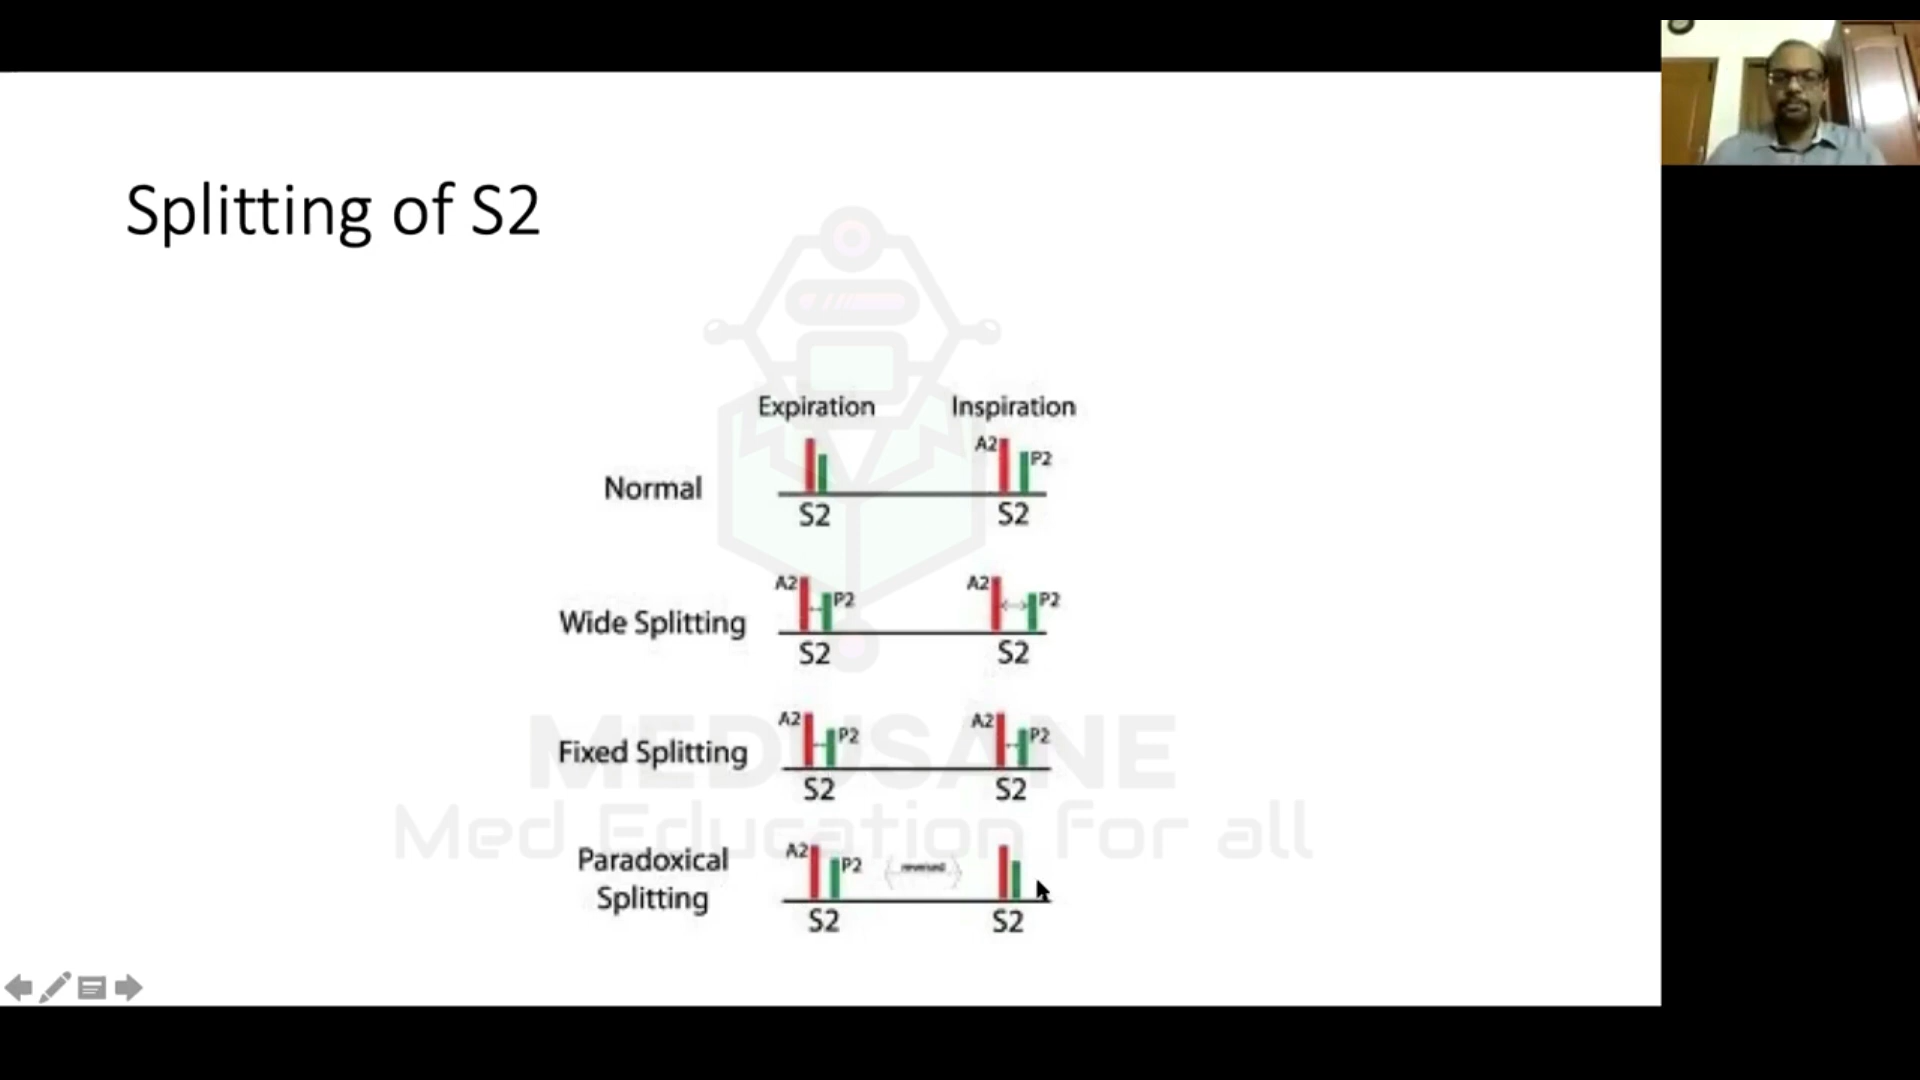 Splitting of S2
Expiration Inspiration
A2 P2
Normal
S2 S2
A2 P2 A2 P2
Wide Splitting
S2 S2
A2 P2 A2 P2
Fixed Splitting
S2 S2
MEDUSANE
Med Education for all
A2 P2 reversed
Paradoxical
Splitting
S2 S2